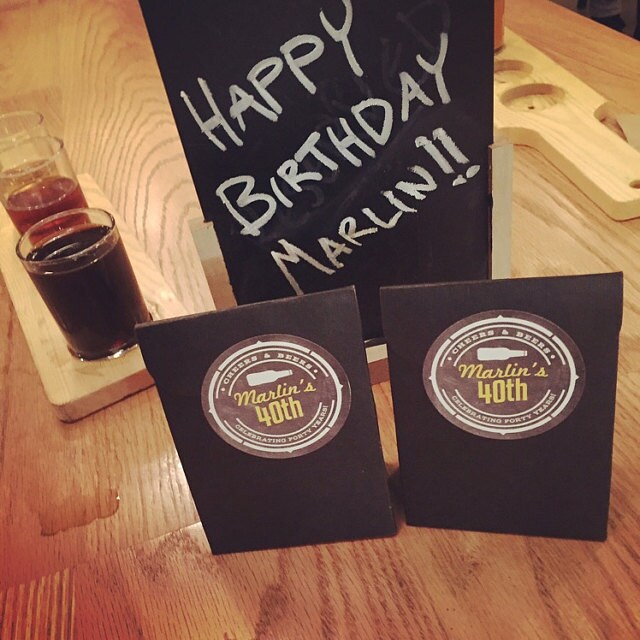 HAPPY
BIRTHDAY
MARLIN!!
CHEERS & BEERS
Marlin's
40th
CELEBRATING FORTY YEARS!
CHEERS & BEERS
Marlin's
40th
CELEBRATING FORTY YEARS!